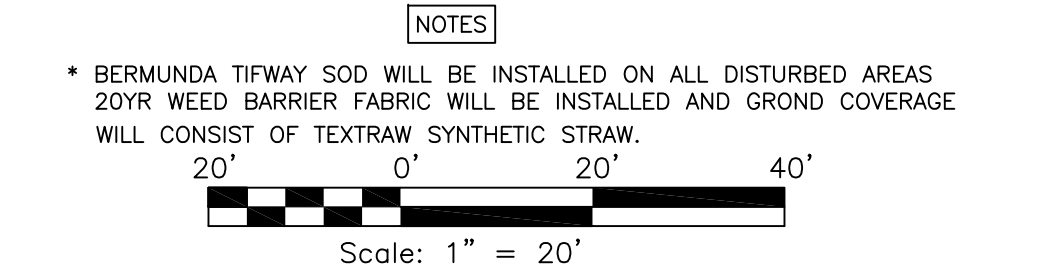 NOTES
* BERMUNDA TIFWAY SOD WILL BE INSTALLED ON ALL DISTURBED AREAS
20YR WEED BARRIER FABRIC WILL BE INSTALLED AND GROND COVERAGE
WILL CONSIST OF TEXTRAW SYNTHETIC STRAW.
20' 0' 20' 40'
Scale: 1" = 20'